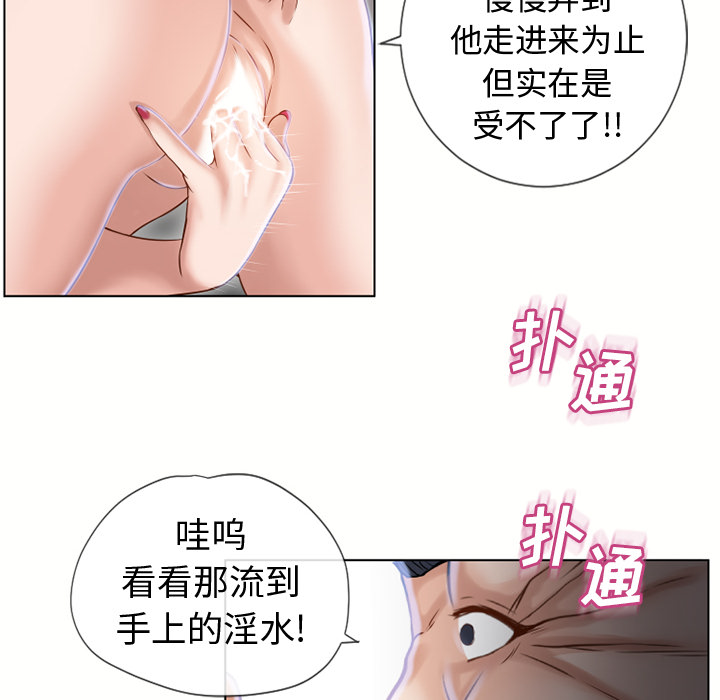 他走进来为止
但实在是
受不了了!!
扑通
扑通
哇呜
看看那流到
手上的淫水!